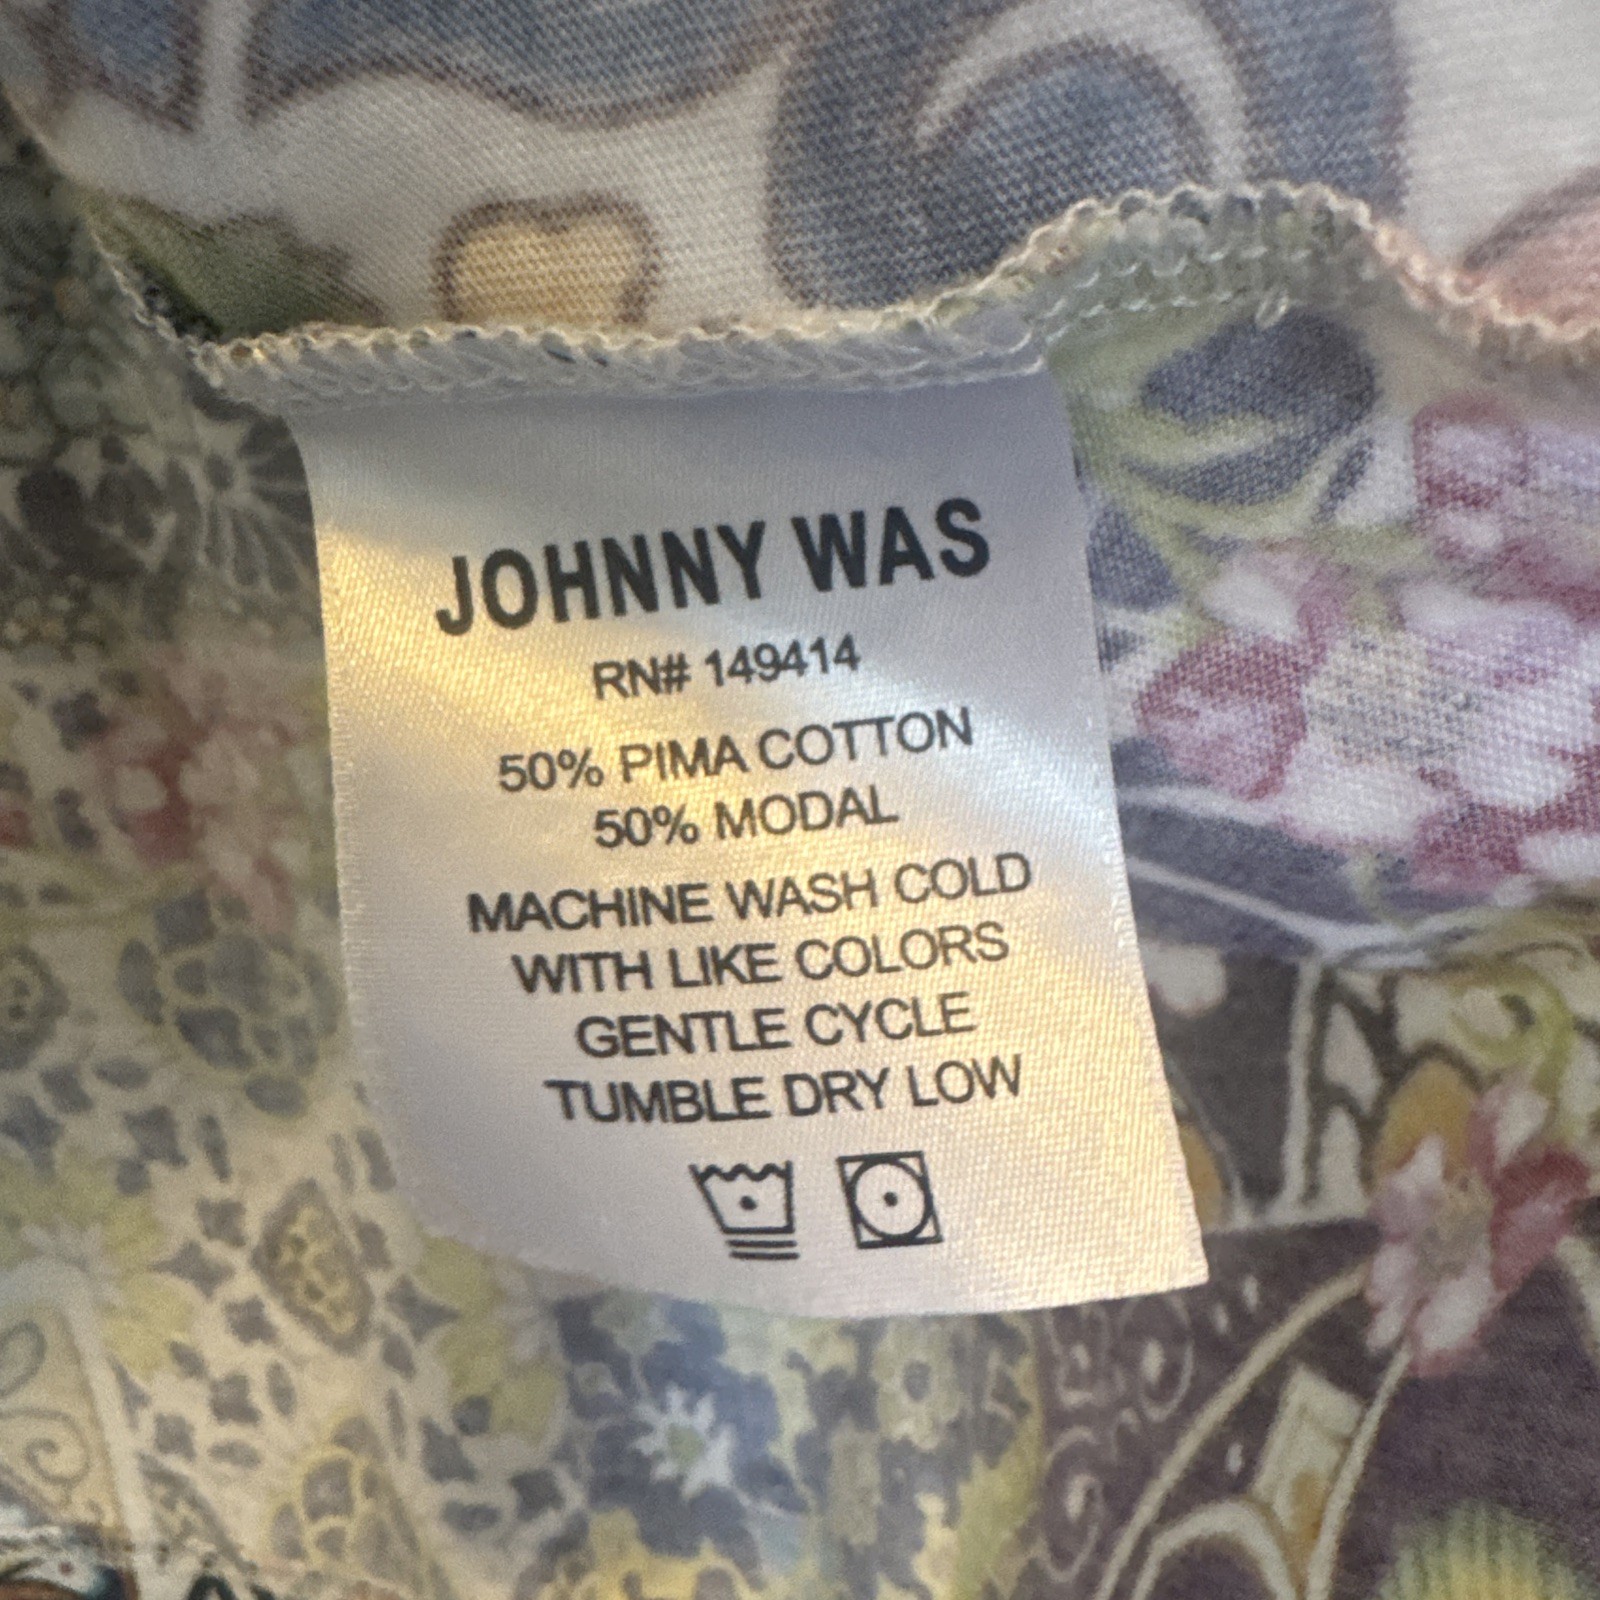 JOHNNY WAS
RN# 149414
50% PIMA COTTON
50% MODAL
MACHINE WASH COLD
WITH LIKE COLORS
GENTLE CYCLE
TUMBLE DRY LOW